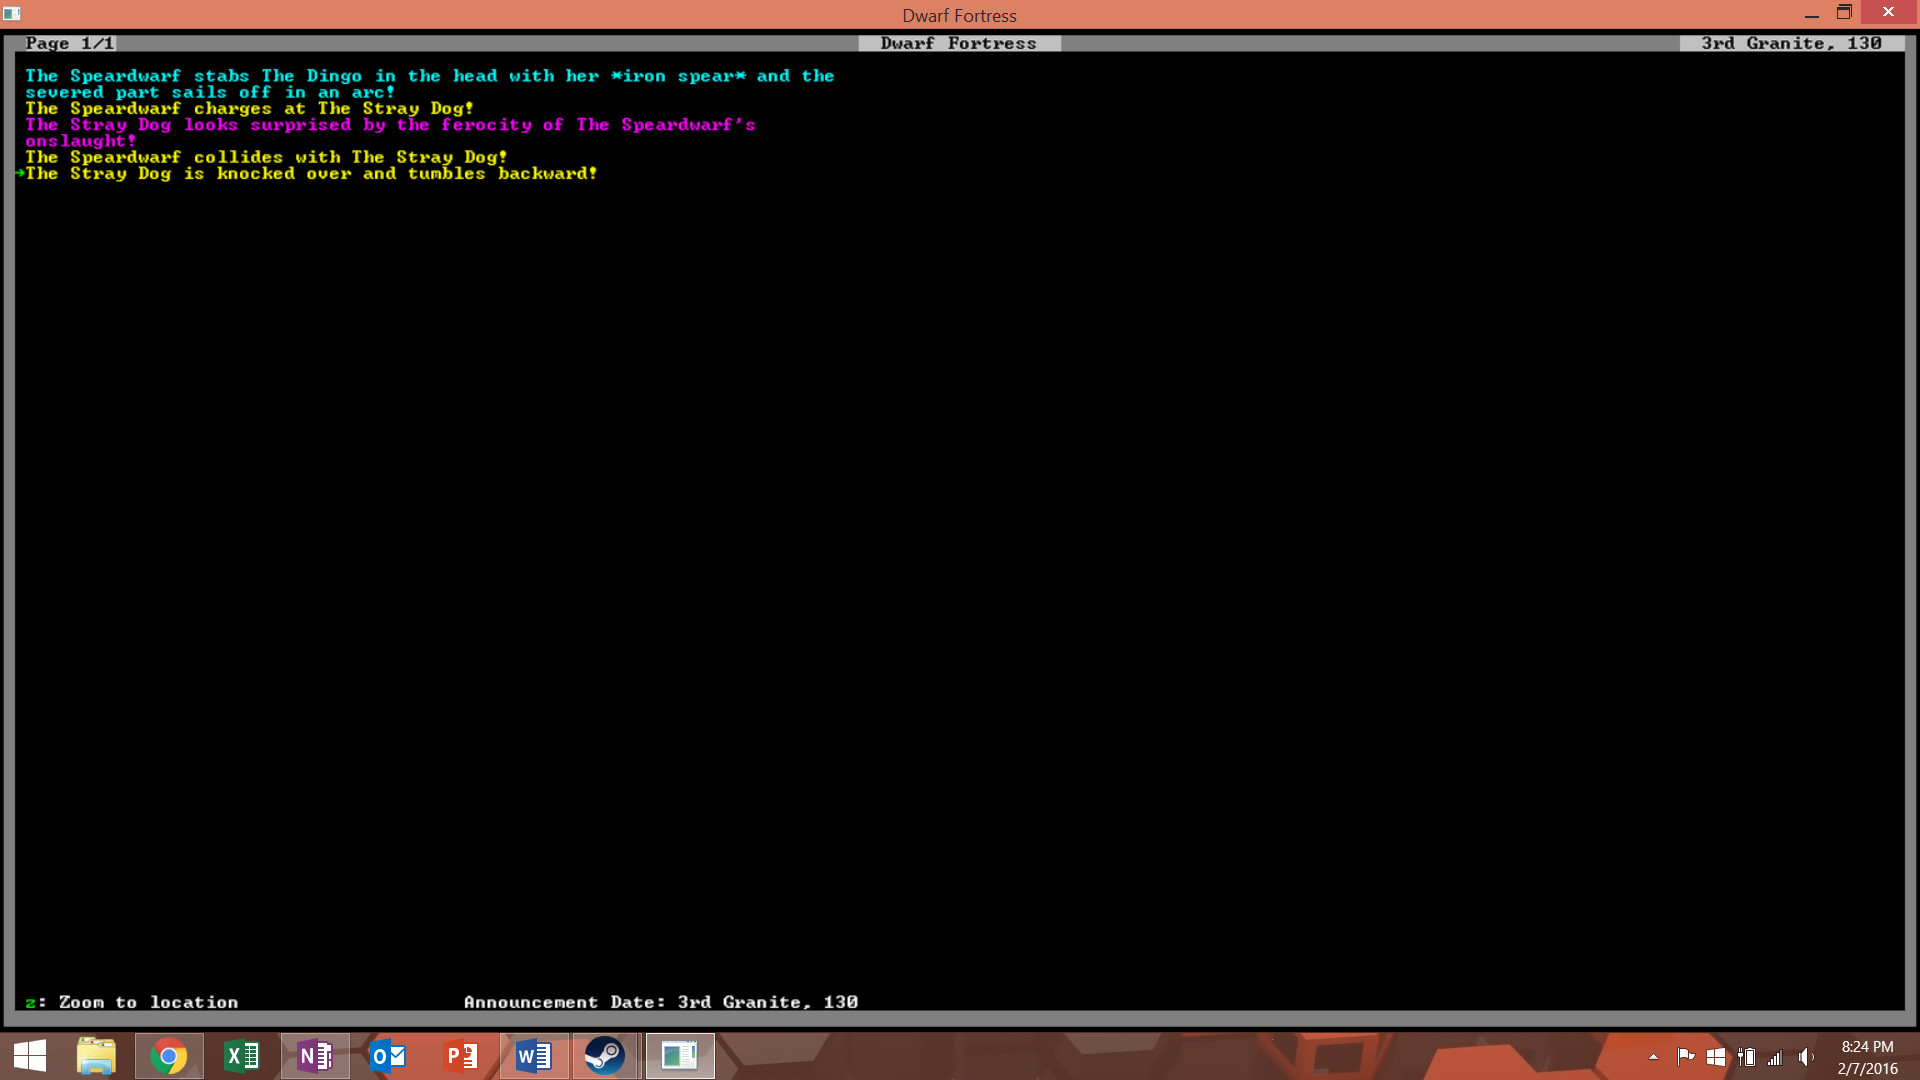 Dwarf Fortress
Page 1/1
Dwarf Fortress
3rd Granite, 130
The Speardwarf stabs The Dingo in the head with her *iron spear* and the
severed part sails off in an arc!
The Speardwarf charges at The Stray Dog!
The Stray Dog looks surprised by the ferocity of The Speardwarf's
onslaught!
The Speardwarf collides with The Stray Dog!
→The Stray Dog is knocked over and tumbles backward!
z: Zoom to location
Announcement Date: 3rd Granite, 130
8:24 PM
2/7/2016